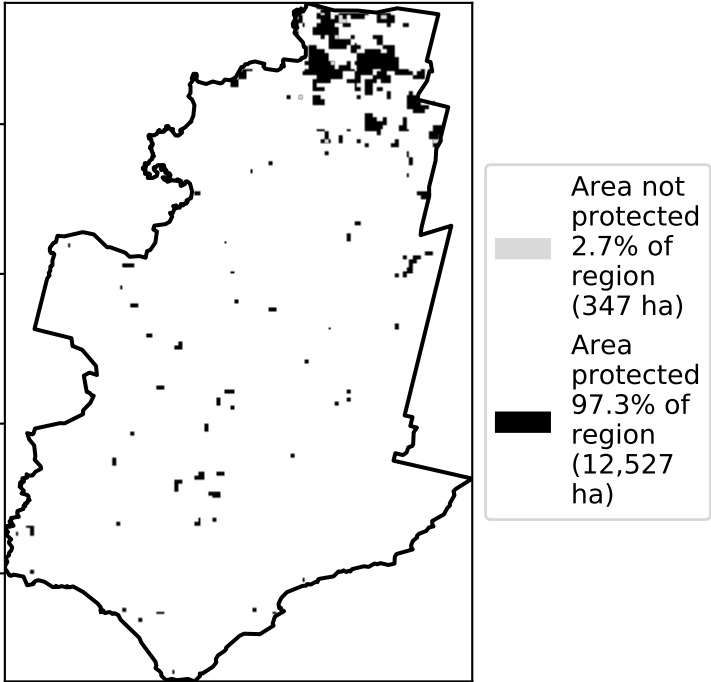 Area not
protected
2.7% of
region
(347 ha)
Area
protected
97.3% of
region
(12,527
ha)